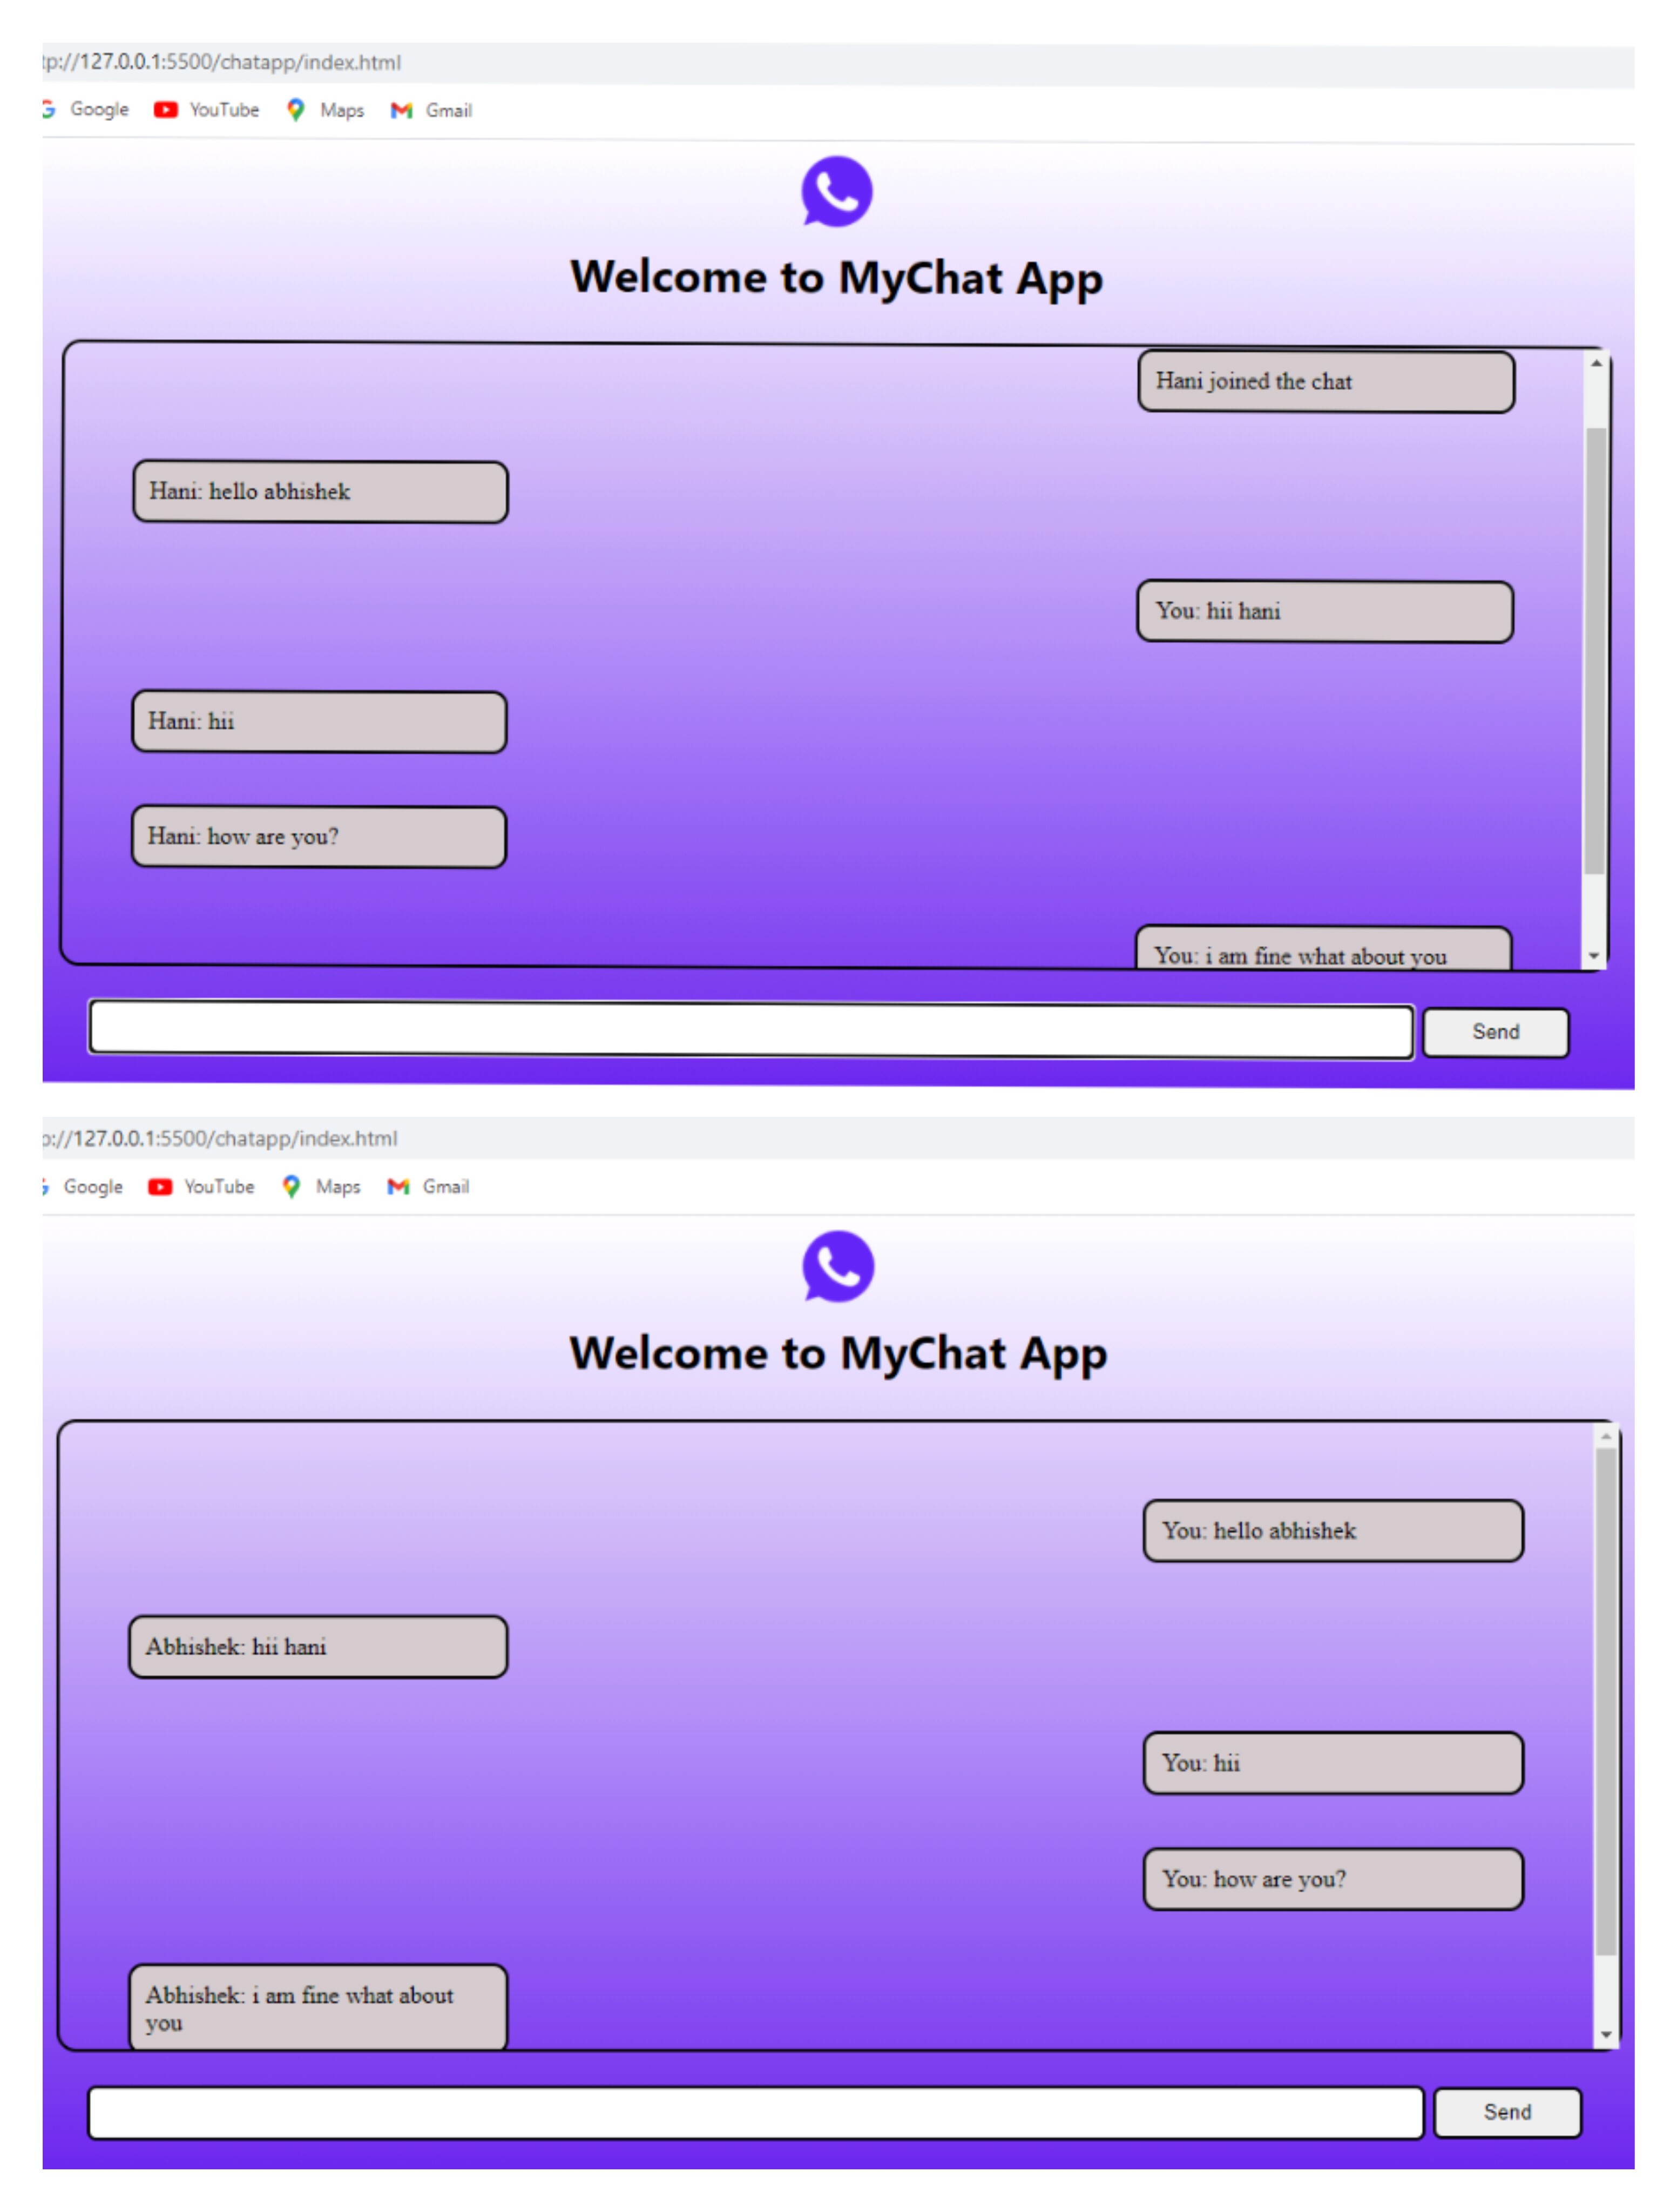 tp://127.0.0.1:5500/chatapp/index.html
Google YouTube Maps Gmail
Welcome to MyChat App
Hani joined the chat
Hani: hello abhishek
You: hii hani
Hani: hii
Hani: how are you?
You: i am fine what about you
Send
p://127.0.0.1:5500/chatapp/index.html
Google YouTube Maps Gmail
Welcome to MyChat App
You: hello abhishek
Abhishek: hii hani
You: hii
You: how are you?
Abhishek: i am fine what about
you
Send